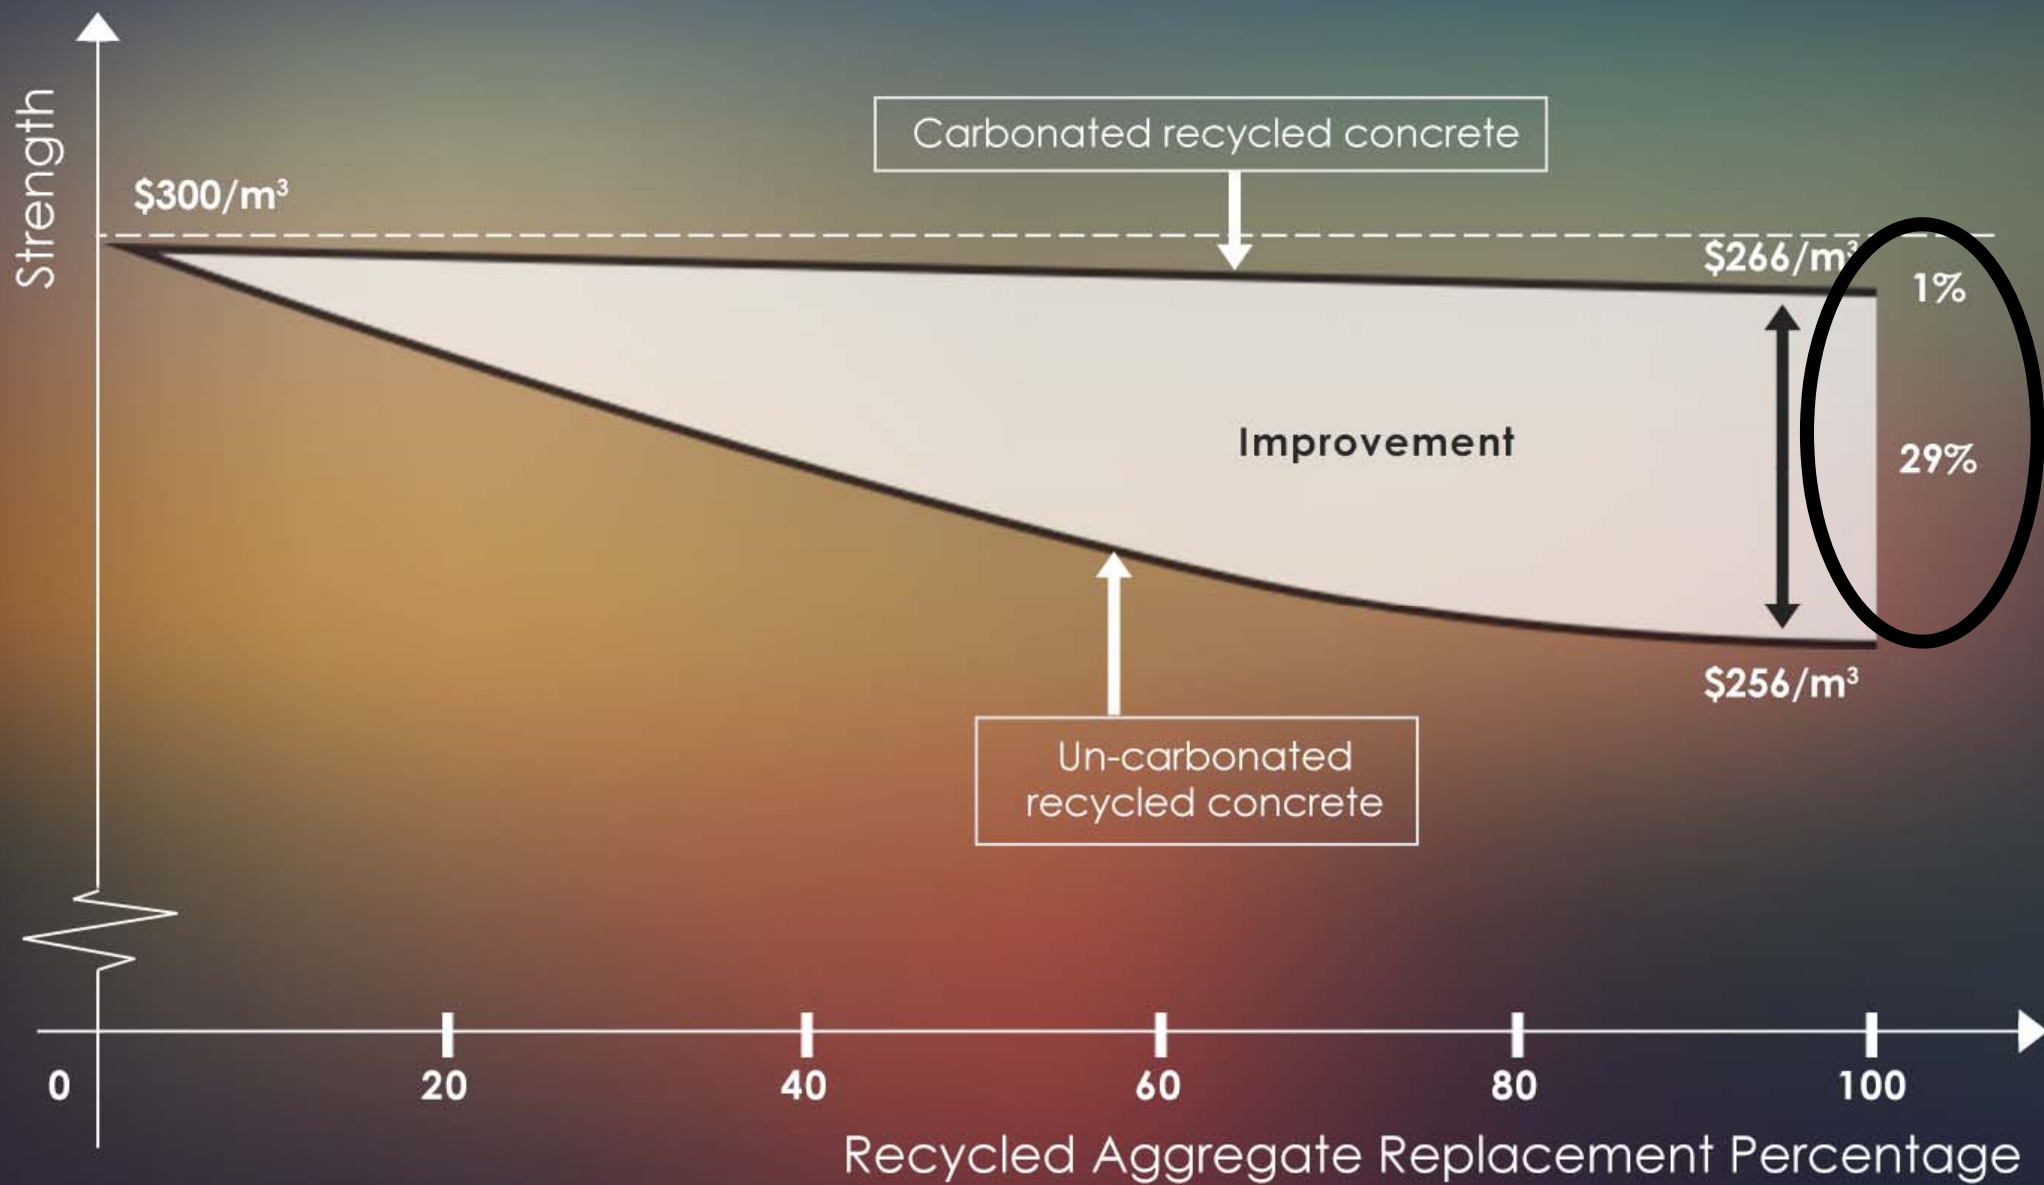 Strength
Carbonated recycled concrete
$300/m³
$266/m³
1%
Improvement
29%
$256/m³
Un-carbonated
recycled concrete
0
20
40
60
80
100
Recycled Aggregate Replacement Percentage